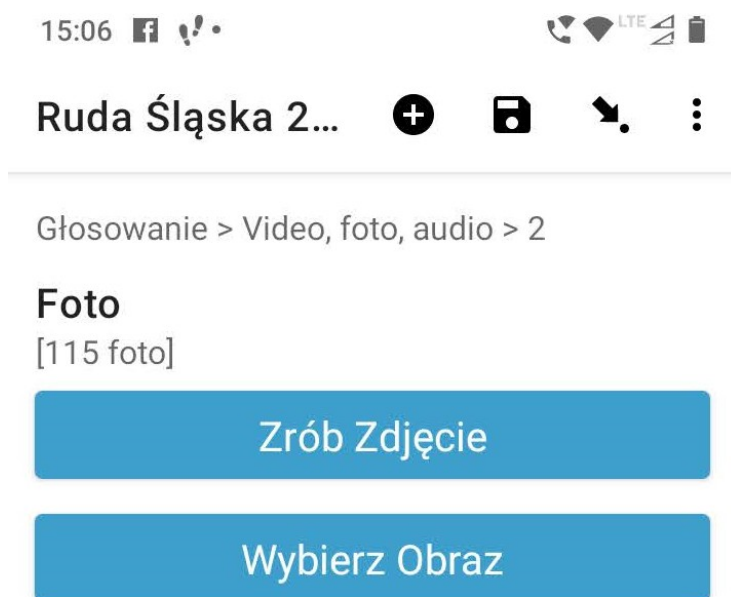 15:06
LTE
Ruda Śląska 2...
Głosowanie > Video, foto, audio > 2
Foto
[115 foto]
Zrób Zdjęcie
Wybierz Obraz